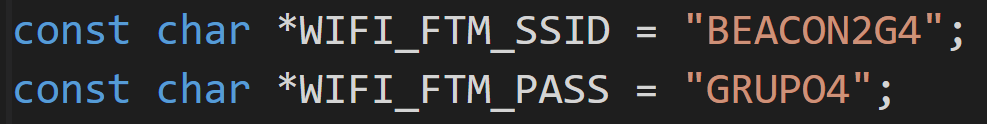 const char *WIFI_FTM_SSID = "BEACON2G4";
const char *WIFI_FTM_PASS = "GRUPO4";